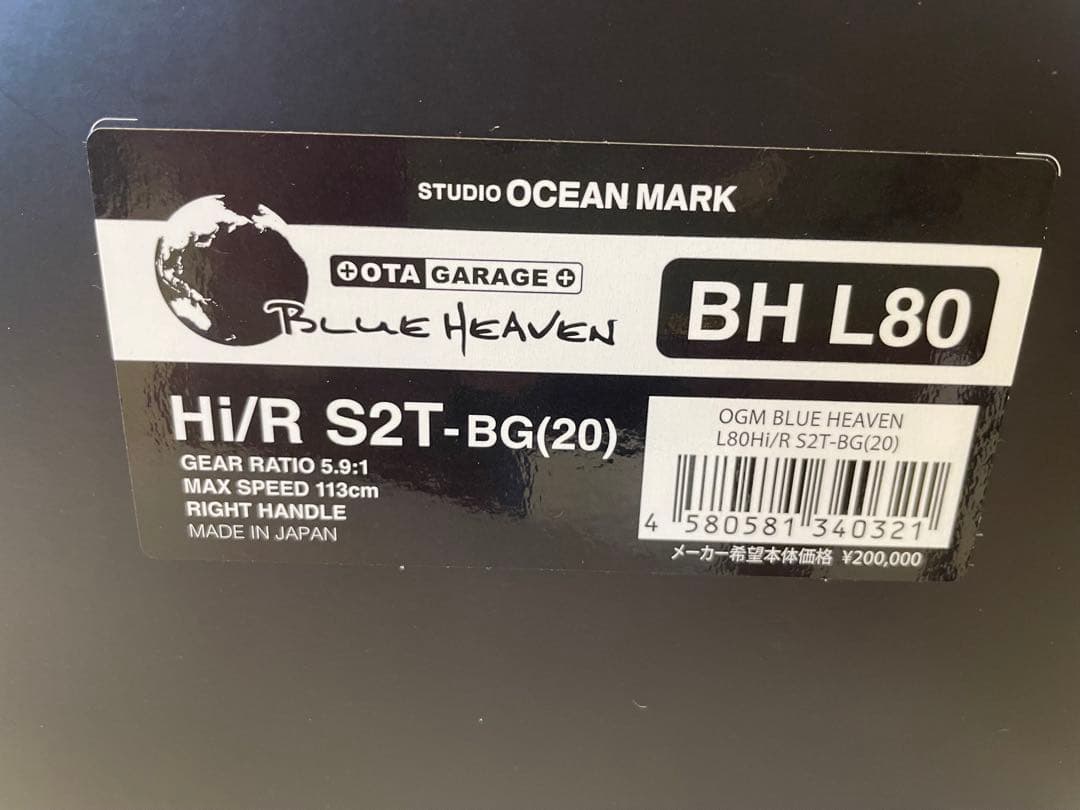 STUDIO OCEAN MARK
OTA GARAGE
BLUE HEAVEN
BH L80
Hi/R S2T-BG(20)
GEAR RATIO 5.9:1
MAX SPEED 113cm
RIGHT HANDLE
MADE IN JAPAN
OGM BLUE HEAVEN
L80Hi/R S2T-BG(20)
4 580581 340321
メーカー希望本体価格 ¥200,000